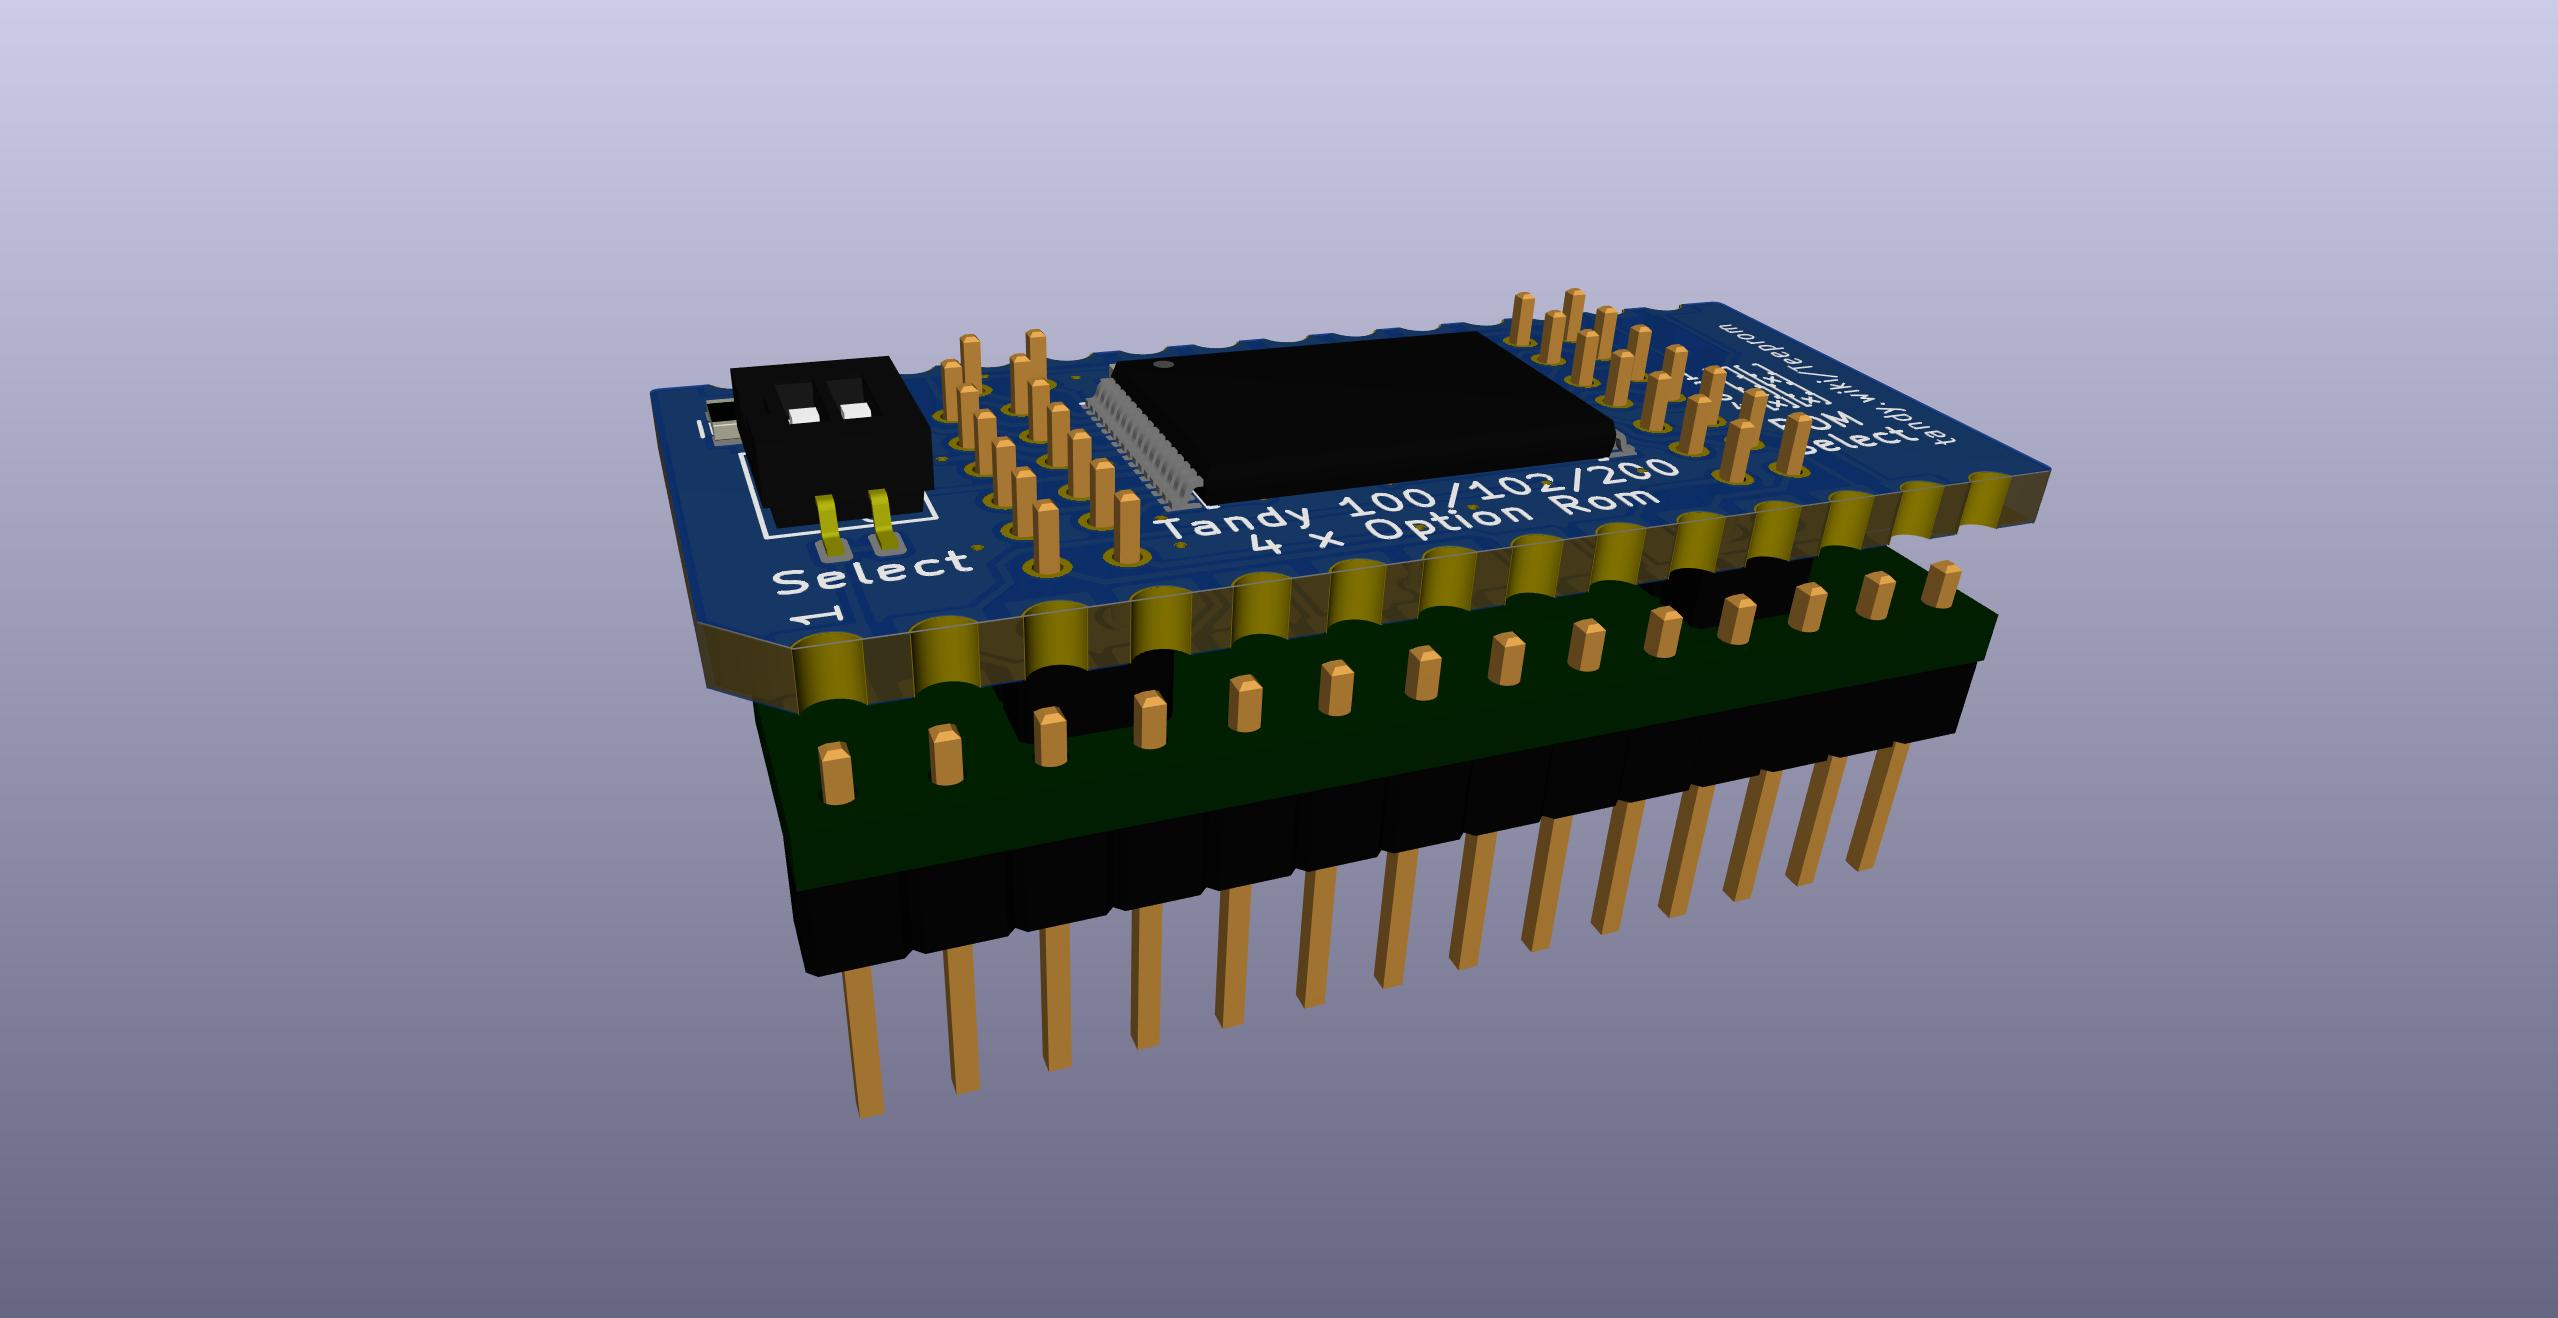 Select
1
Tandy 100/102/200
4 x Option Rom
Select
tandy.wiki/Teeprom